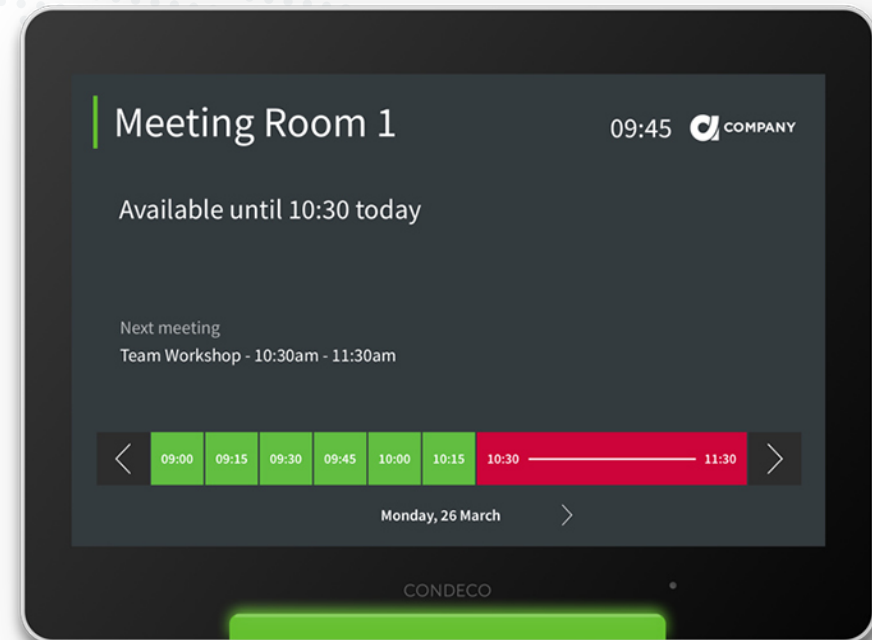 Meeting Room 1
09:45
COMPANY
Available until 10:30 today
Next meeting
Team Workshop - 10:30am - 11:30am
09:00 09:15 09:30 09:45 10:00 10:15 10:30 11:30
Monday, 26 March
CONDECO